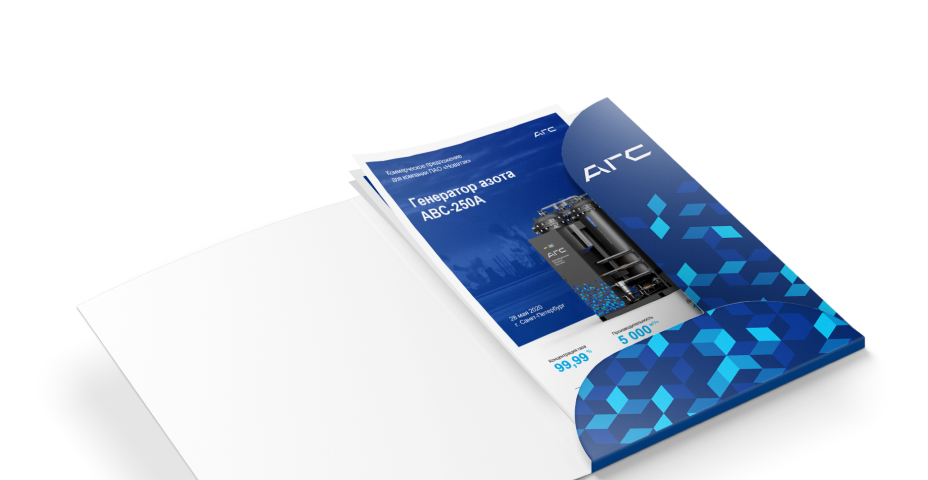 АГС
Коммерческое предложение
для компании ПАО «Новатэк»
Генератор азота
АВС-250А
АГС
АГС
28 мая 2020
г. Санкт-Петербург
Концентрация газа
99,99 %
Производительность
5 000